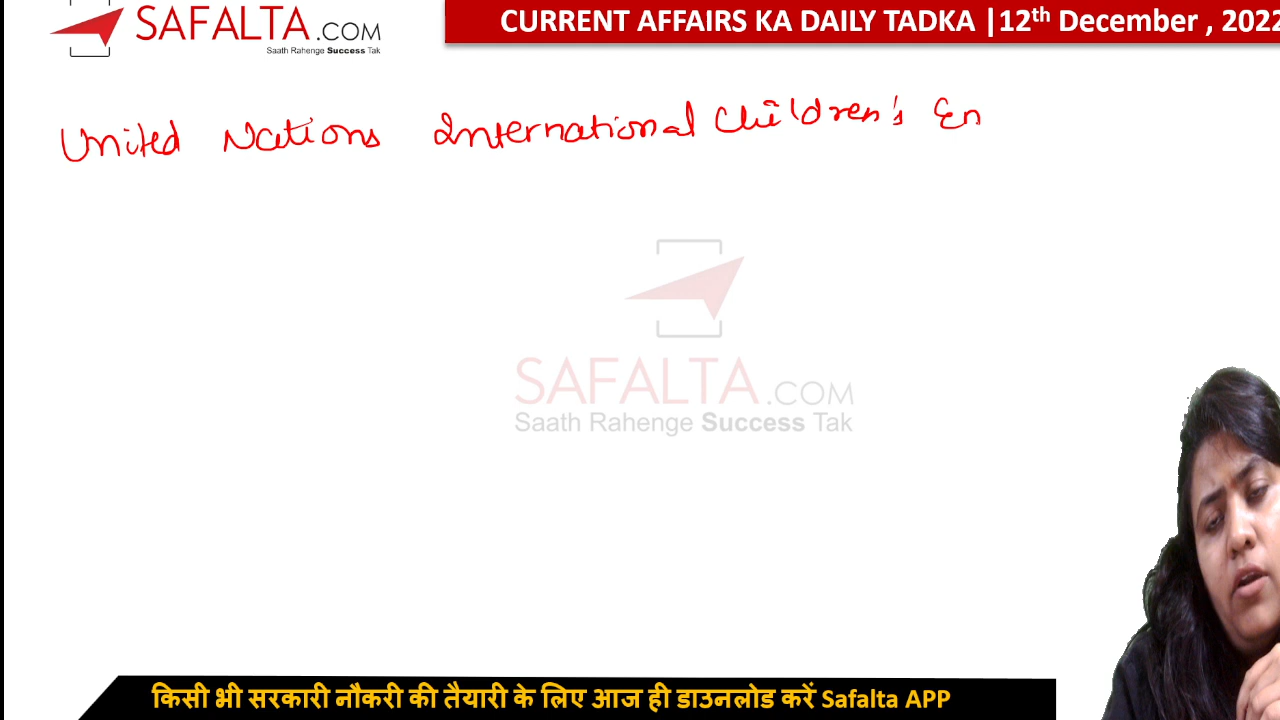 SAFALTA.COM
Saath Rahenge Success Tak
CURRENT AFFAIRS KA DAILY TADKA | 12th December , 2022
United Nations International Children's En
SAFALTA.COM
Saath Rahenge Success Tak
किसी भी सरकारी नौकरी की तैयारी के लिए आज ही डाउनलोड करें Safalta APP